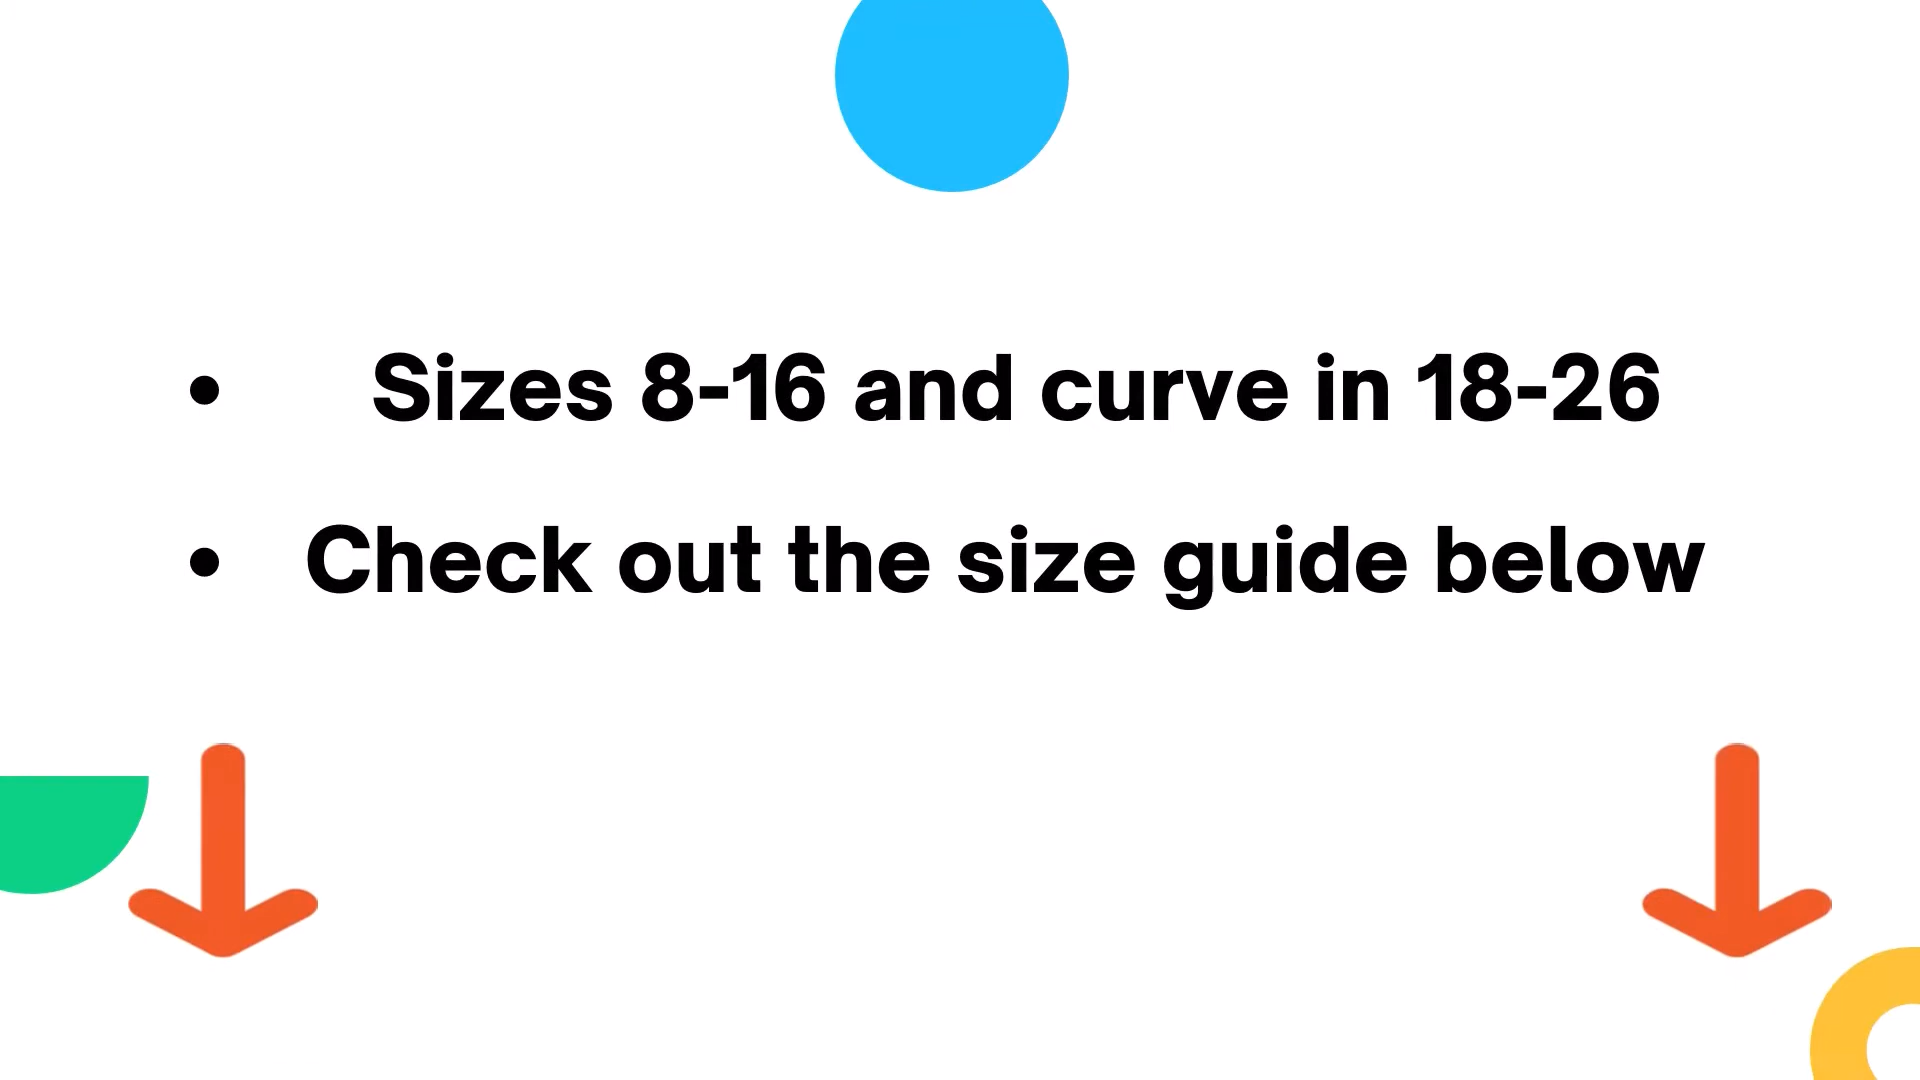 • Sizes 8-16 and curve in 18-26
• Check out the size guide below